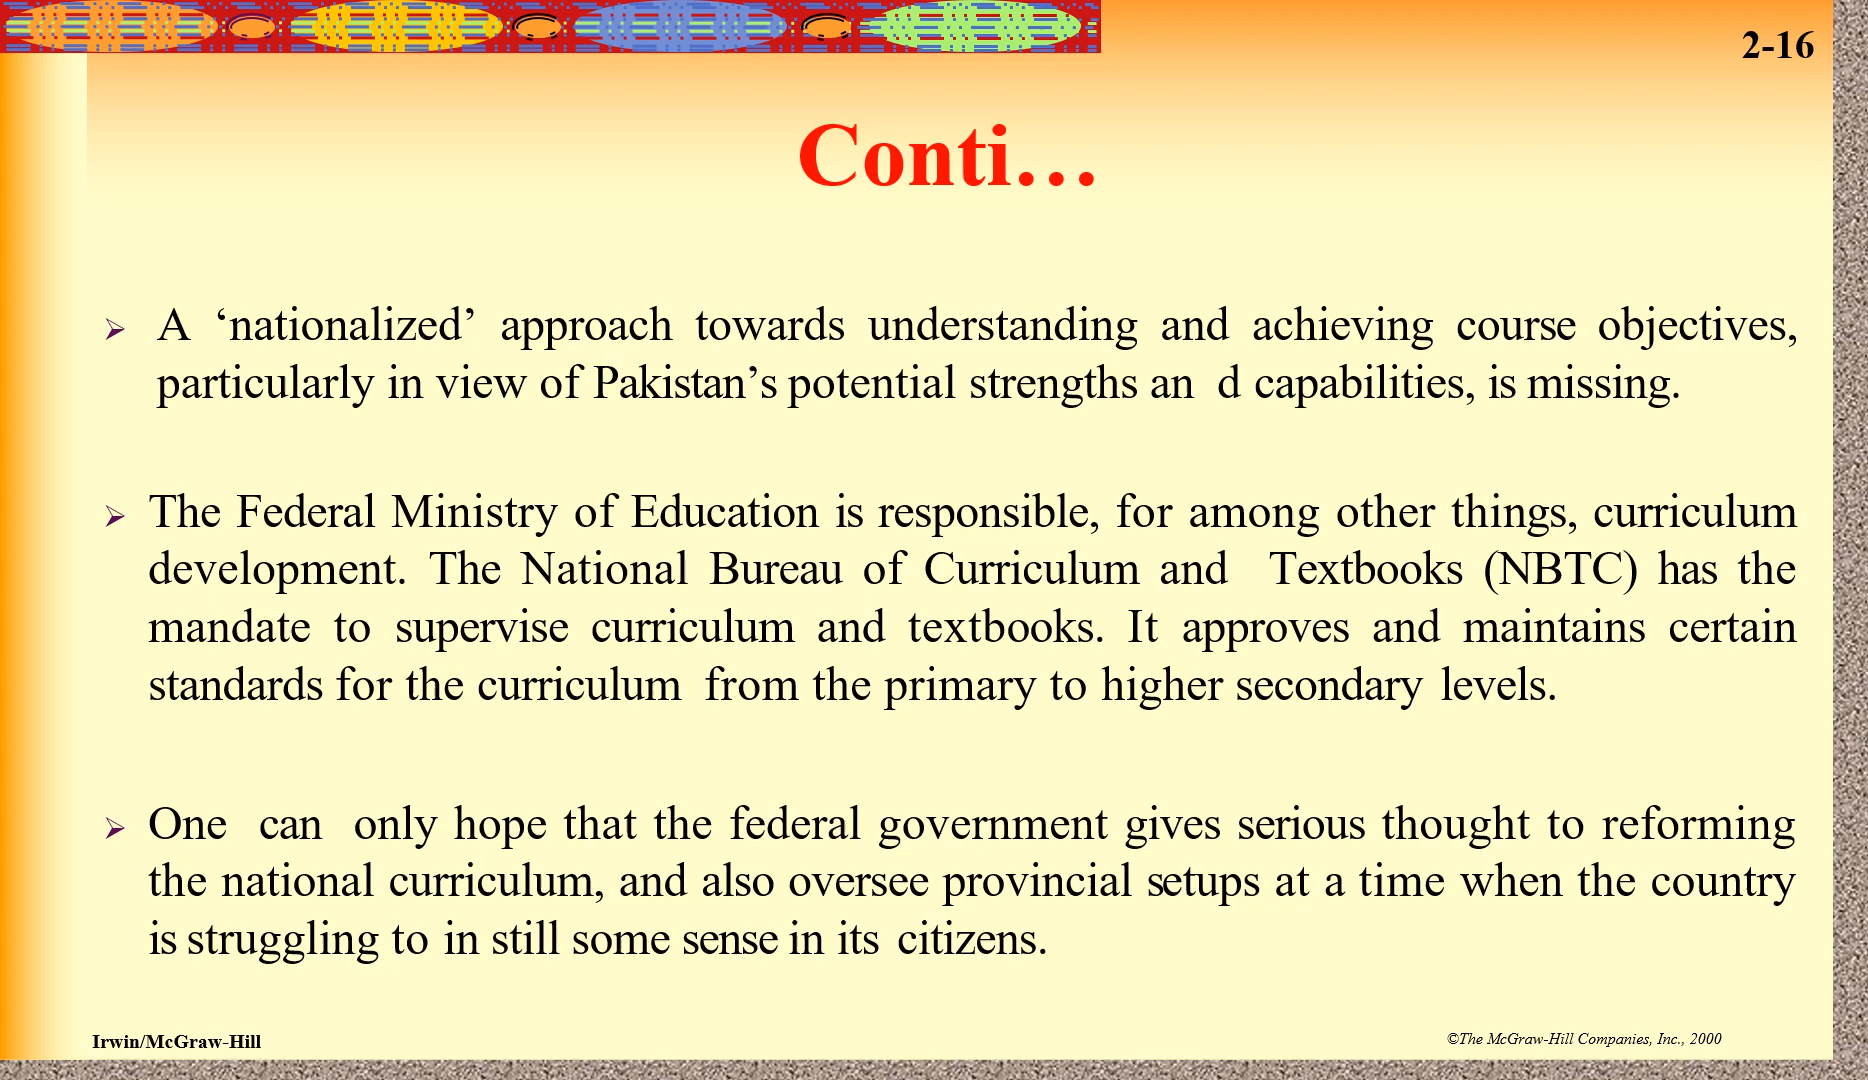 2-16
Conti…
A ‘nationalized’ approach towards understanding and achieving course objectives,
particularly in view of Pakistan’s potential strengths an d capabilities, is missing.
The Federal Ministry of Education is responsible, for among other things, curriculum
development. The National Bureau of Curriculum and Textbooks (NBTC) has the
mandate to supervise curriculum and textbooks. It approves and maintains certain
standards for the curriculum from the primary to higher secondary levels.
One can only hope that the federal government gives serious thought to reforming
the national curriculum, and also oversee provincial setups at a time when the country
is struggling to in still some sense in its citizens.
Irwin/McGraw-Hill
©The McGraw-Hill Companies, Inc., 2000